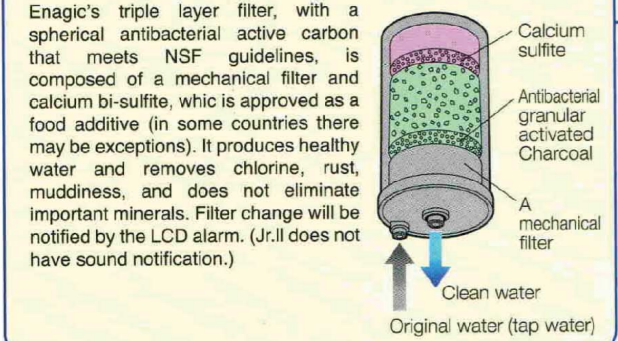 Enagic's triple layer filter, with a
spherical antibacterial active carbon
that meets NSF guidelines, is
composed of a mechanical filter and
calcium bi-sulfite, whic is approved as a
food additive (in some countries there
may be exceptions). It produces healthy
water and removes chlorine, rust,
muddiness, and does not eliminate
important minerals. Filter change will be
notified by the LCD alarm. (Jr.II does not
have sound notification.)
Calcium
sulfite
Antibacterial
granular
activated
Charcoal
A
mechanical
filter
Clean water
Original water (tap water)